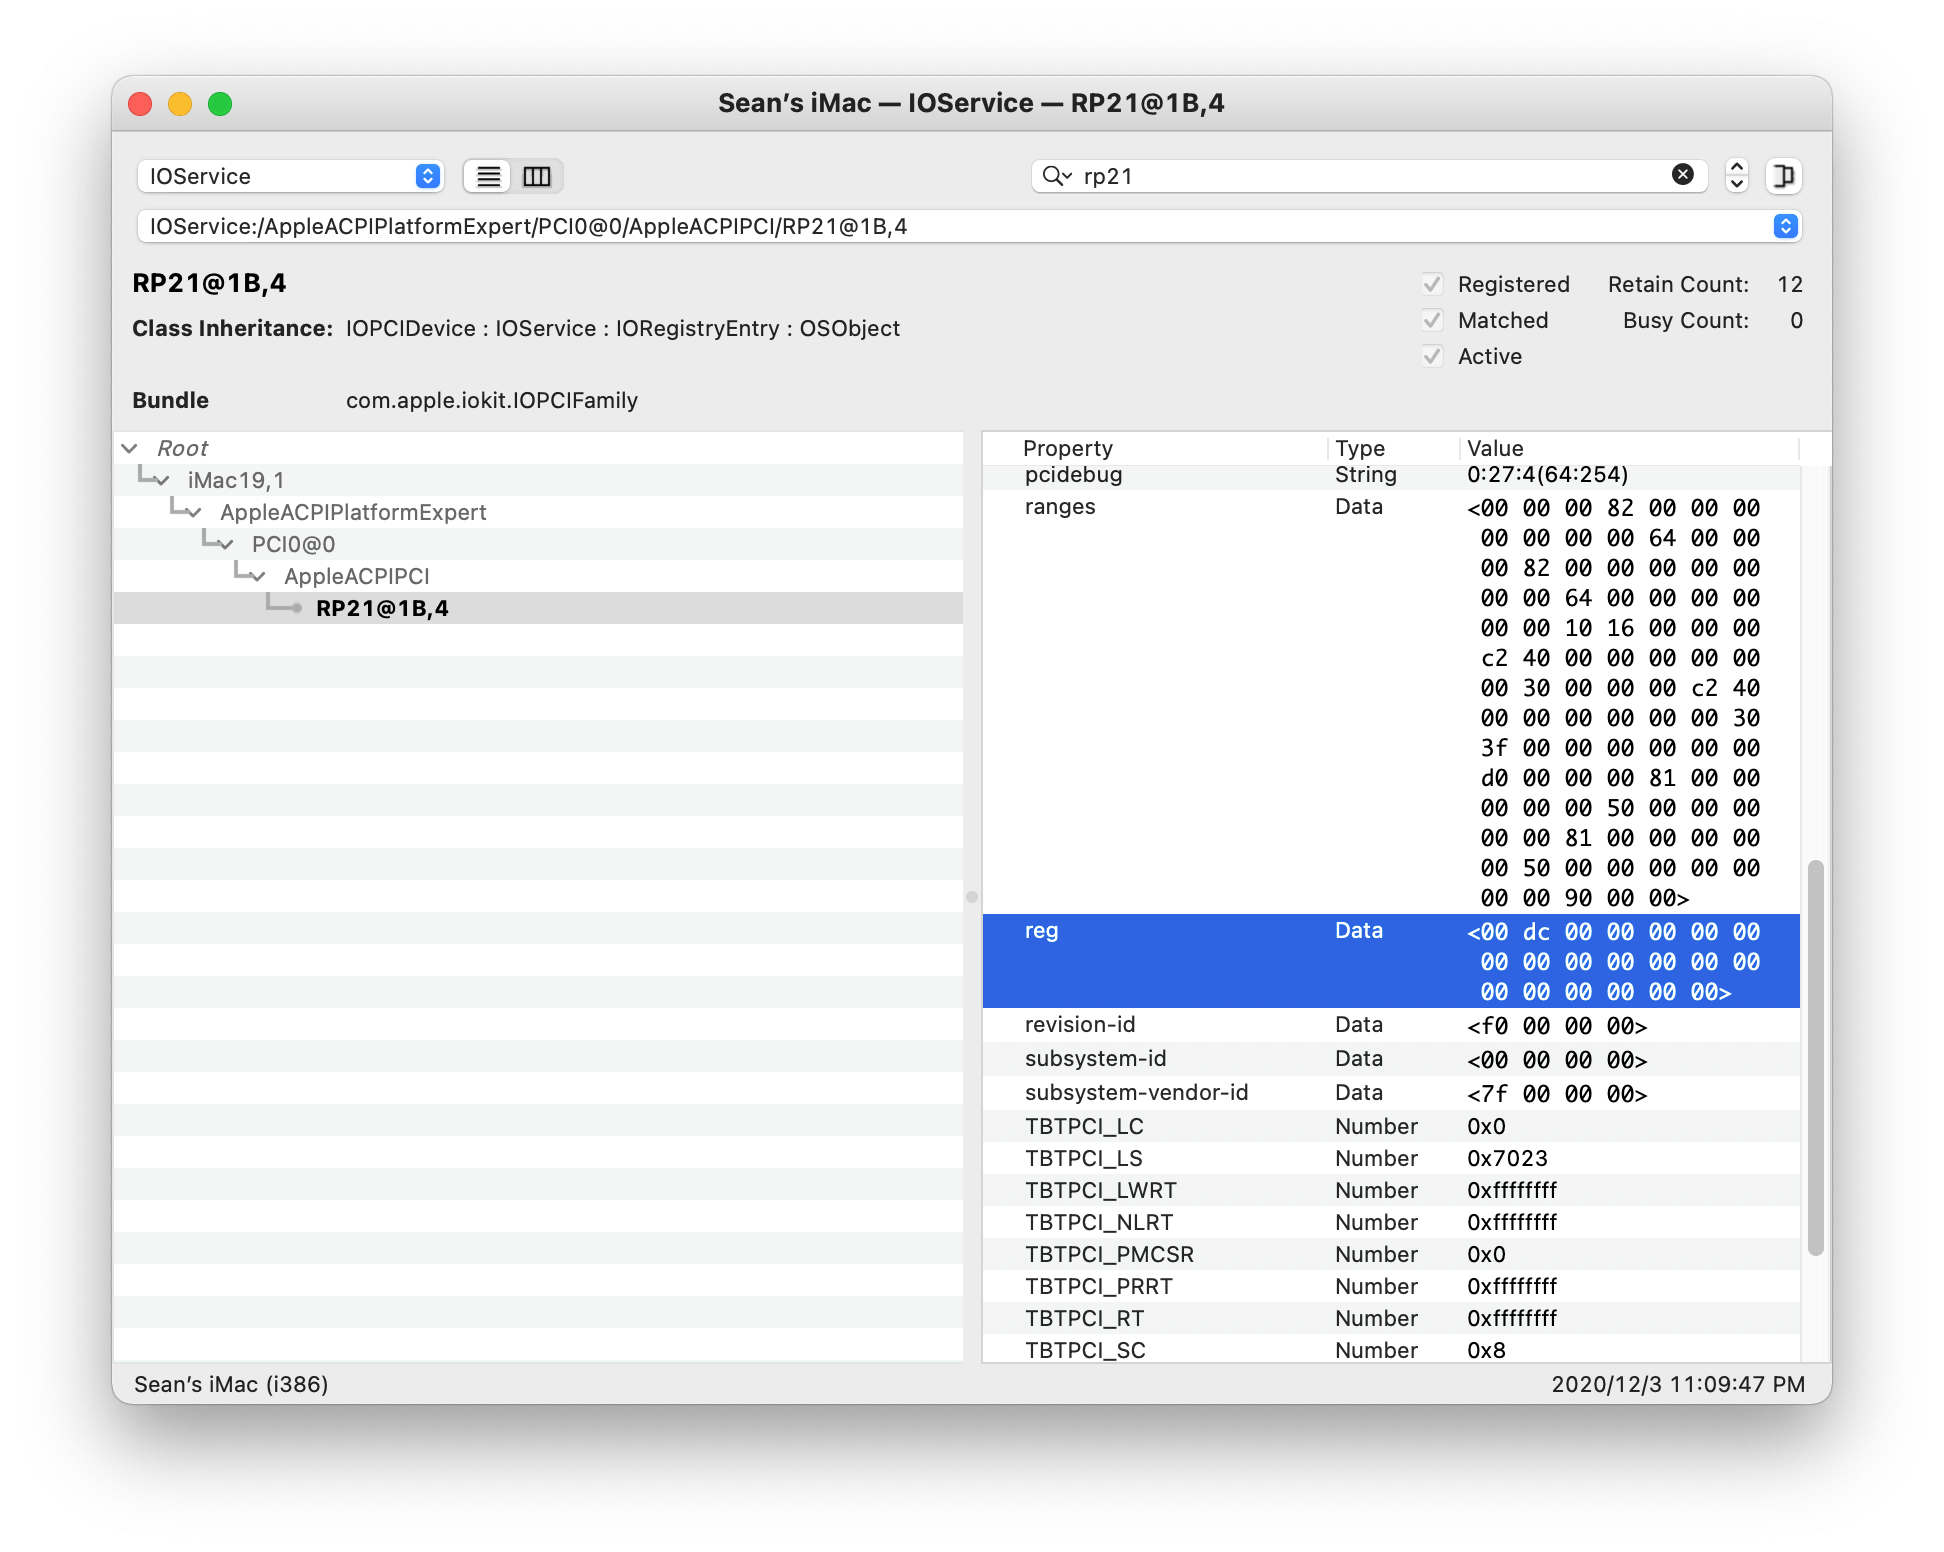 Sean’s iMac — IOService — RP21@1B,4
IOService
rp21
IOService:/AppleACPIPlatformExpert/PCI0@0/AppleACPIPCI/RP21@1B,4
RP21@1B,4
Registered Retain Count: 12
Class Inheritance: IOPCIDevice : IOService : IORegistryEntry : OSObject
Matched Busy Count: 0
Active
Bundle com.apple.iokit.IOPCIFamily
Root
iMac19,1
AppleACPIPlatformExpert
PCI0@0
AppleACPIPCI
RP21@1B,4
Property Type Value
pcidebug String 0:27:4(64:254)
ranges Data <00 00 00 82 00 00 00
00 00 00 00 64 00 00
00 82 00 00 00 00 00
00 00 64 00 00 00 00
00 00 10 16 00 00 00
c2 40 00 00 00 00 00
00 30 00 00 00 c2 40
00 00 00 00 00 00 30
3f 00 00 00 00 00 00
d0 00 00 00 81 00 00
00 00 00 50 00 00 00
00 00 81 00 00 00 00
00 50 00 00 00 00 00
00 00 90 00 00>
reg Data <00 dc 00 00 00 00 00
00 00 00 00 00 00 00
00 00 00 00 00 00>
revision-id Data <f0 00 00 00>
subsystem-id Data <00 00 00 00>
subsystem-vendor-id Data <7f 00 00 00>
TBTPCI_LC Number 0x0
TBTPCI_LS Number 0x7023
TBTPCI_LWRT Number 0xffffffff
TBTPCI_NLRT Number 0xffffffff
TBTPCI_PMCSR Number 0x0
TBTPCI_PRRT Number 0xffffffff
TBTPCI_RT Number 0xffffffff
TBTPCI_SC Number 0x8
Sean’s iMac (i386)
2020/12/3 11:09:47 PM